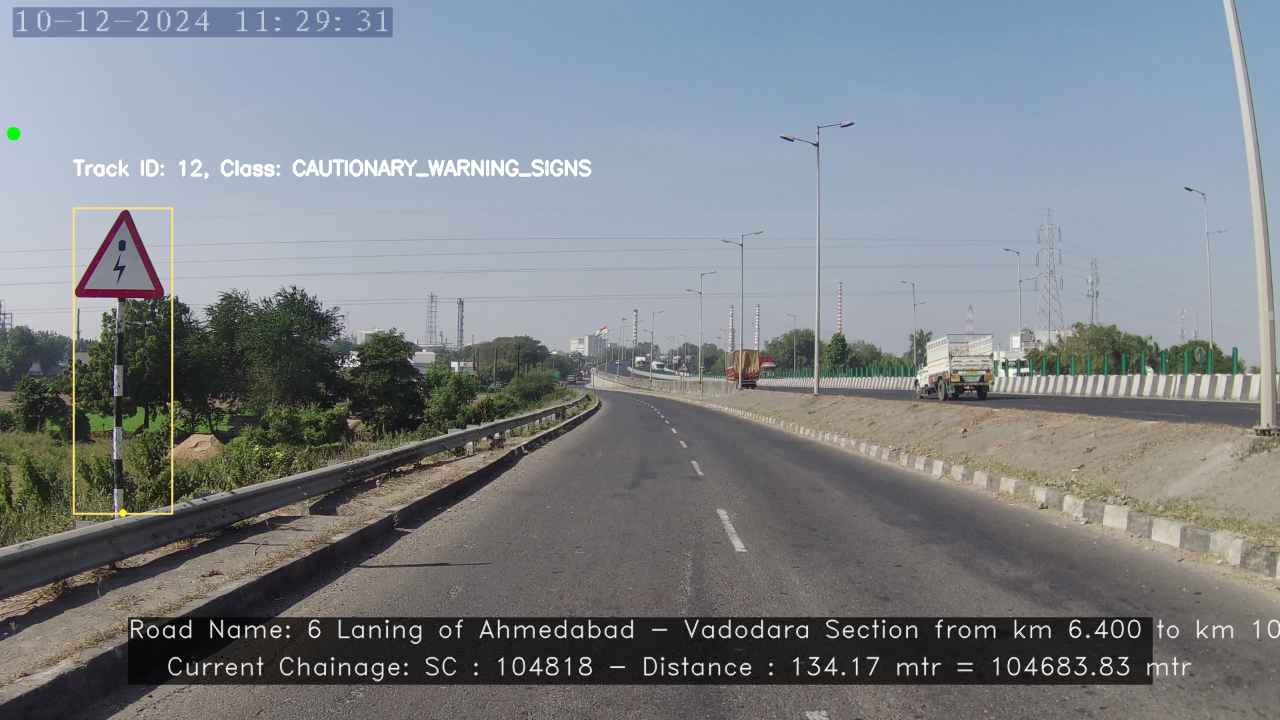 10-12-2024 11:29:31
Track ID: 12, Class: CAUTIONARY_WARNING_SIGNS
Road Name: 6 Laning of Ahmedabad - Vadodara Section from km 6.400 to km 10
Current Chainage: SC : 104818 - Distance : 134.17 mtr = 104683.83 mtr